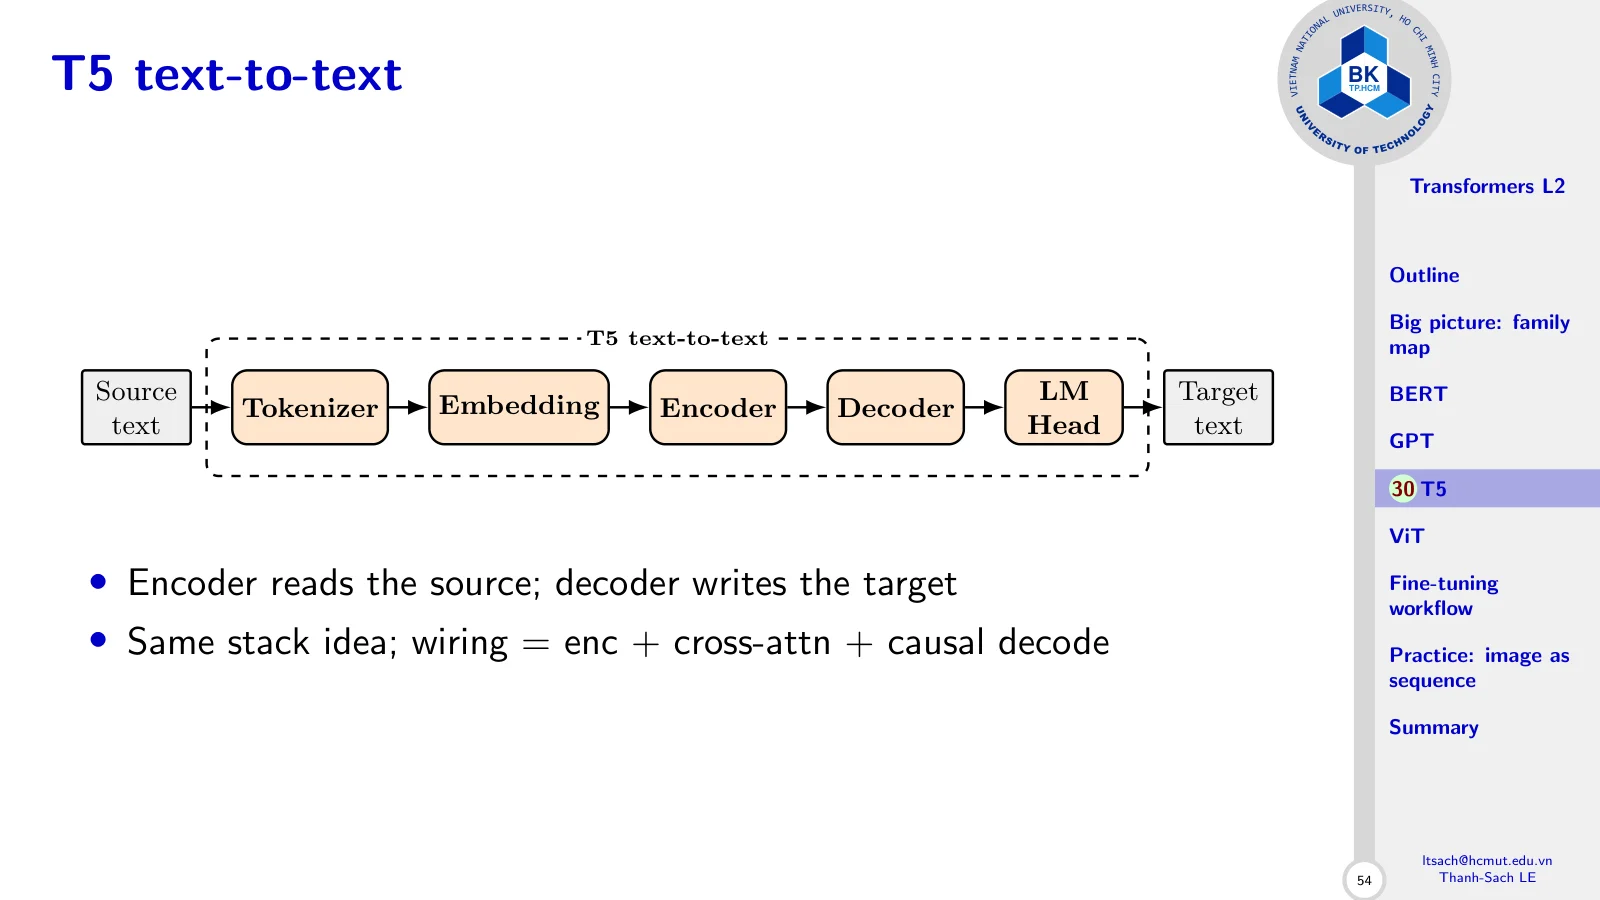 T5 text-to-text
VIETNAM NATIONAL UNIVERSITY, HO CHI MINH CITY
BK
TP.HCM
UNIVERSITY OF TECHNOLOGY
T5 text-to-text
Source
text
Tokenizer
Embedding
Encoder
Decoder
LM
Head
Target
text
• Encoder reads the source; decoder writes the target
• Same stack idea; wiring = enc + cross-attn + causal decode
Transformers L2
Outline
Big picture: family
map
BERT
GPT
30 T5
ViT
Fine-tuning
workflow
Practice: image as
sequence
Summary
ltsach@hcmut.edu.vn
Thanh-Sach LE
54